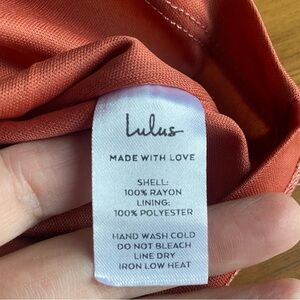 Lulus
MADE WITH LOVE
SHELL:
100% RAYON
LINING:
100% POLYESTER
HAND WASH COLD
DO NOT BLEACH
LINE DRY
IRON LOW HEAT